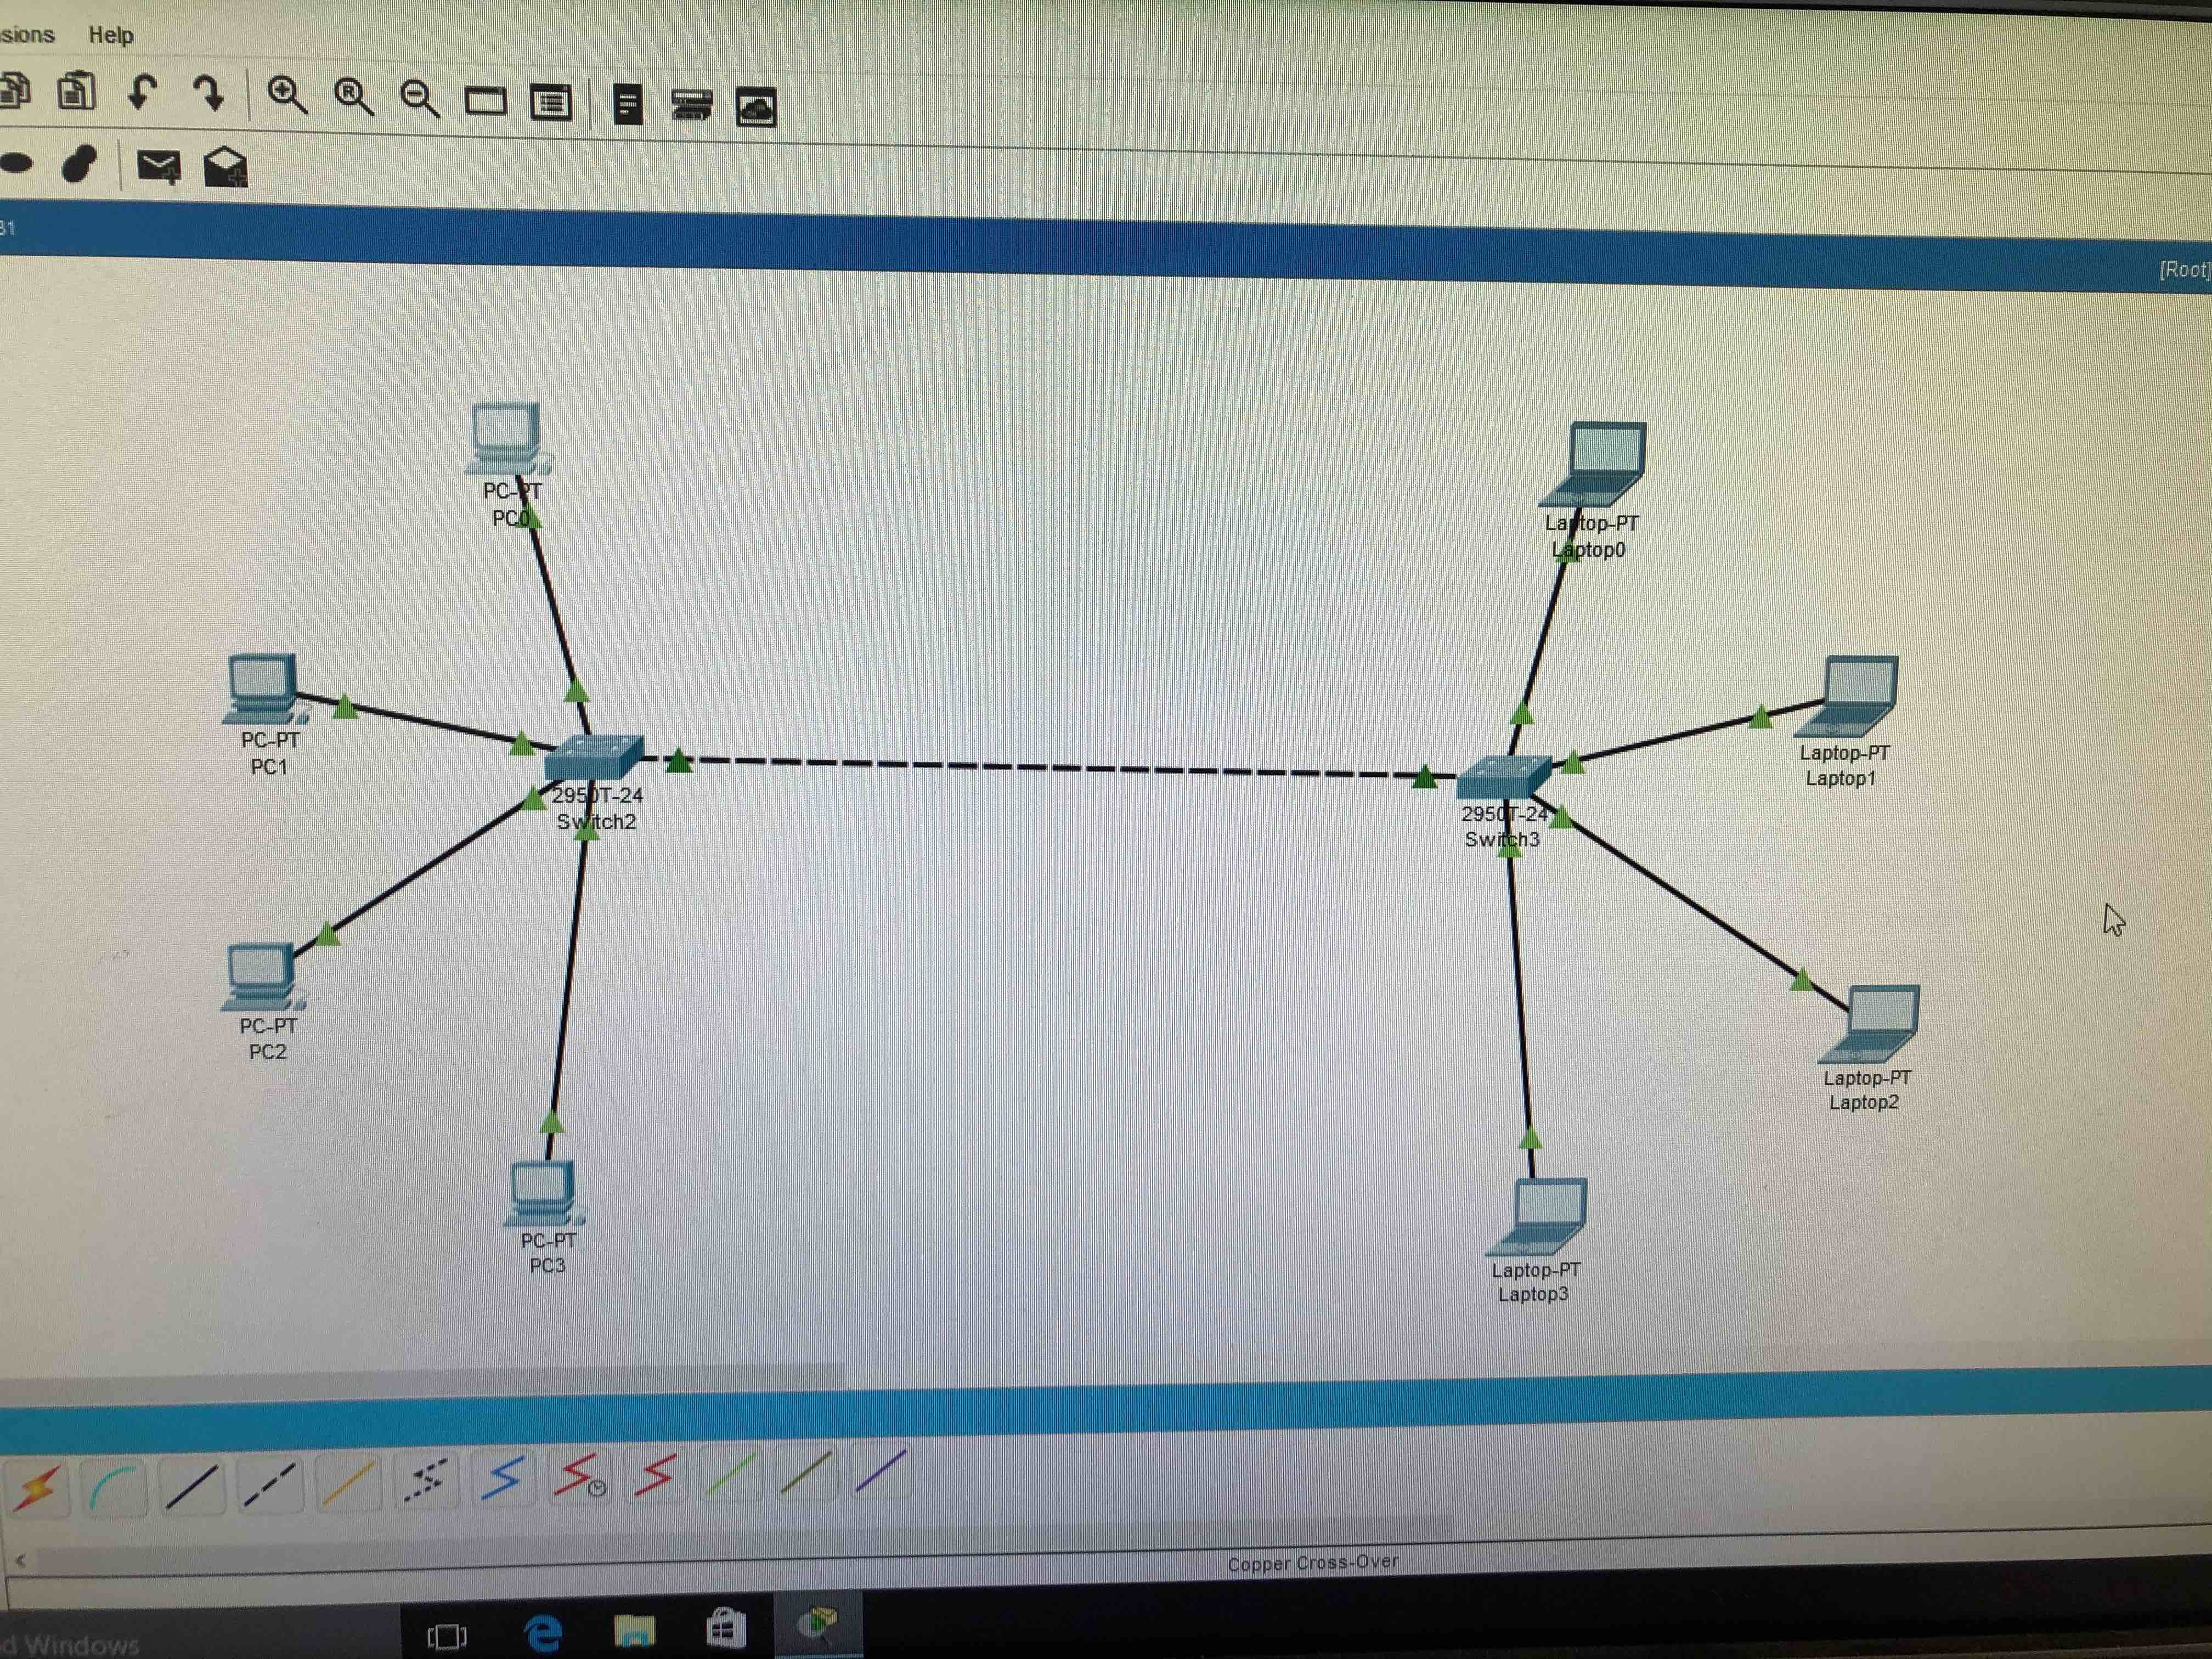 sions Help
31
[Root]
PC-PT
PC0
Laptop-PT
Laptop0
PC-PT
PC1
Laptop-PT
Laptop1
2950T-24
Switch2
2950T-24
Switch3
PC-PT
PC2
Laptop-PT
Laptop2
PC-PT
PC3
Laptop-PT
Laptop3
Copper Cross-Over
d Windows